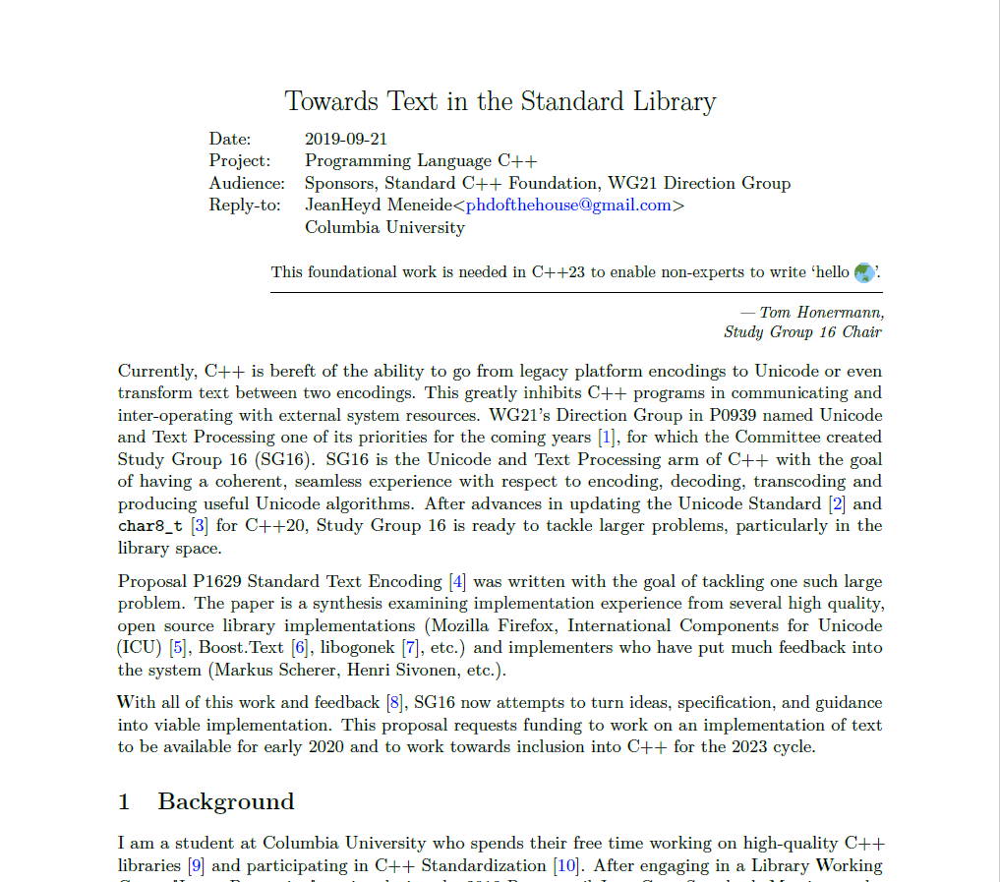 Towards Text in the Standard Library
Date: 2019-09-21
Project: Programming Language C++
Audience: Sponsors, Standard C++ Foundation, WG21 Direction Group
Reply-to: JeanHeyd Meneide<phdofthehouse@gmail.com>
Columbia University
This foundational work is needed in C++23 to enable non-experts to write ‘hello 🌏’.
— Tom Honermann,
Study Group 16 Chair
Currently, C++ is bereft of the ability to go from legacy platform encodings to Unicode or even
transform text between two encodings. This greatly inhibits C++ programs in communicating and
inter-operating with external system resources. WG21’s Direction Group in P0939 named Unicode
and Text Processing one of its priorities for the coming years [1], for which the Committee created
Study Group 16 (SG16). SG16 is the Unicode and Text Processing arm of C++ with the goal
of having a coherent, seamless experience with respect to encoding, decoding, transcoding and
producing useful Unicode algorithms. After advances in updating the Unicode Standard [2] and
char8_t [3] for C++20, Study Group 16 is ready to tackle larger problems, particularly in the
library space.
Proposal P1629 Standard Text Encoding [4] was written with the goal of tackling one such large
problem. The paper is a synthesis examining implementation experience from several high quality,
open source library implementations (Mozilla Firefox, International Components for Unicode
(ICU) [5], Boost.Text [6], libogonek [7], etc.) and implementers who have put much feedback into
the system (Markus Scherer, Henri Sivonen, etc.).
With all of this work and feedback [8], SG16 now attempts to turn ideas, specification, and guidance
into viable implementation. This proposal requests funding to work on an implementation of text
to be available for early 2020 and to work towards inclusion into C++ for the 2023 cycle.
1 Background
I am a student at Columbia University who spends their free time working on high-quality C++
libraries [9] and participating in C++ Standardization [10]. After engaging in a Library Working